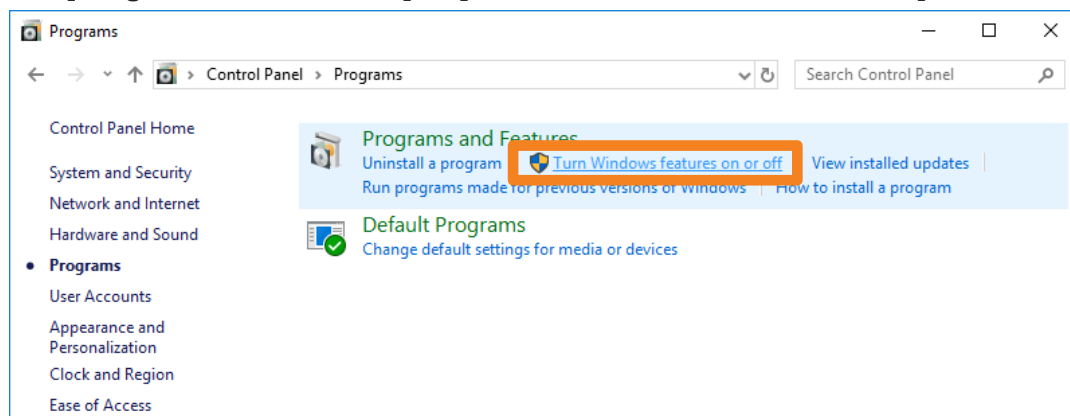 Programs
Control Panel > Programs
Search Control Panel
Control Panel Home
System and Security
Network and Internet
Hardware and Sound
Programs
User Accounts
Appearance and
Personalization
Clock and Region
Ease of Access
Programs and Features
Uninstall a program Turn Windows features on or off View installed updates
Run programs made for previous versions of Windows How to install a program
Default Programs
Change default settings for media or devices